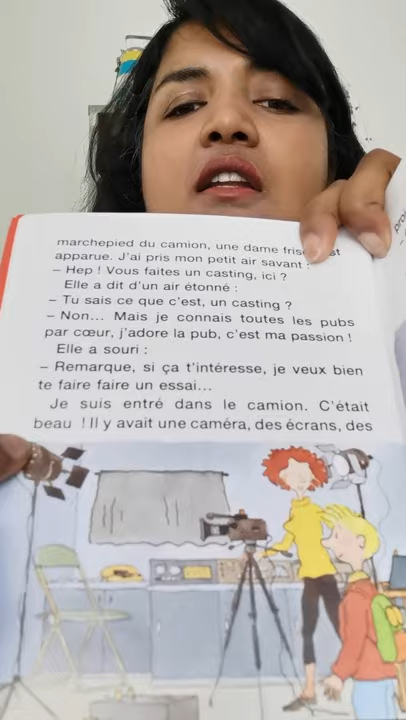 marchepied du camion, une dame
apparue. J'ai pris mon petit air savant :
– Hep ! Vous faites un casting, ici ?
Elle a dit d'un air étonné :
– Tu sais ce que c'est, un casting ?
– Non... Mais je connais toutes les pubs
par cœur, j'adore la pub, c'est ma passion !
Elle a souri :
– Remarque, si ça t'intéresse, je veux bien
te faire faire un essai...
Je suis entré dans le camion. C'était
beau ! Il y avait une caméra, des écrans, des